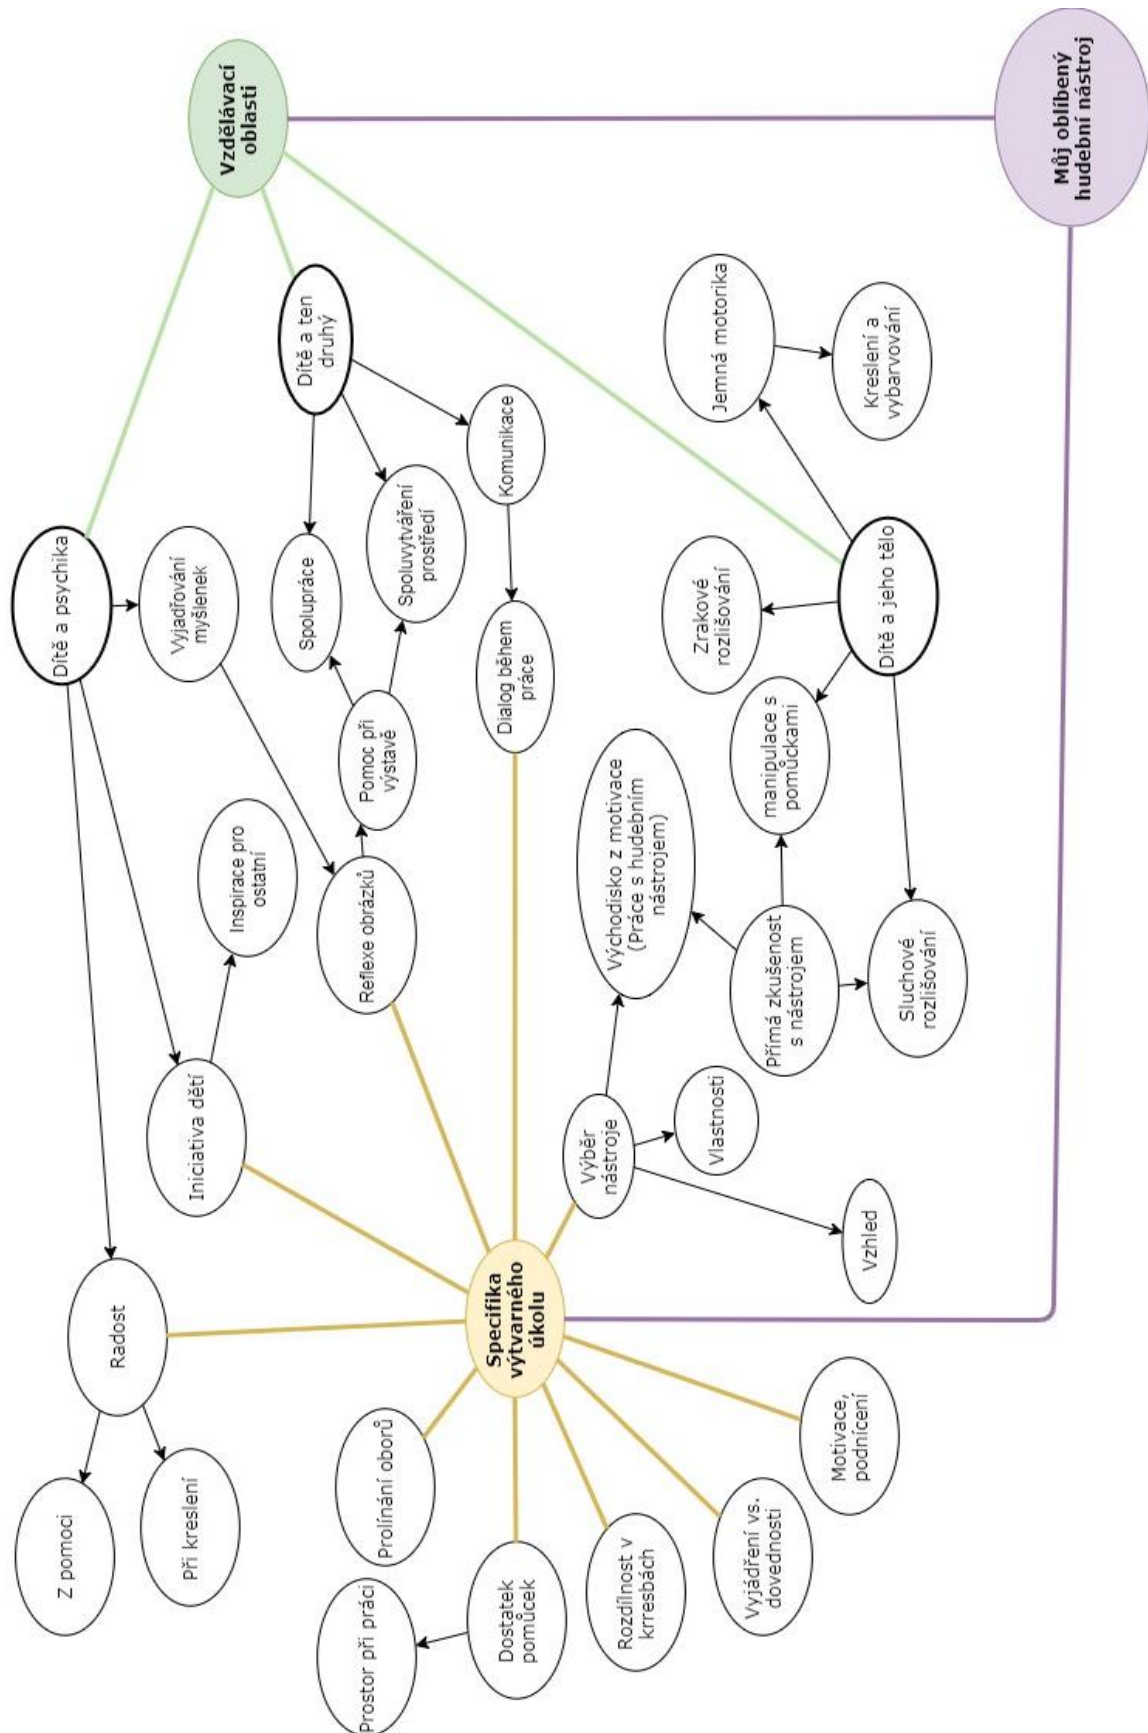 Z pomoci
Dítě a psychika
Radost
Při kreslení
Iniciativa dětí
Vyjadřování
myšlenek
Vzdělávací
oblasti
Inspirace pro
ostatní
Spolupráce
Dítě a ten
druhý
Prostor při práci
Prolínání oborů
Reflexe obrázků
Pomoc při
výstavě
Spoluvytváření
prostředí
Komunikace
Dostatek
pomůcek
Specifika
výtvarného
úkolu
Dialog během
práce
Výběr
nástroje
Východisko z motivace
(Práce s hudebním
nástrojem)
Rozdílnost v
krresbách
Vlastnosti
Zrakové
rozlišování
Jemná motorika
Vyjádření vs.
dovednosti
Přímá zkušenost
s nástrojem
manipulace s
pomůckami
Motivace,
podnícení
Vzhled
Sluchové
rozlišování
Dítě a jeho tělo
Kreslení a
vybarvování
Můj oblíbený
hudební nástroj